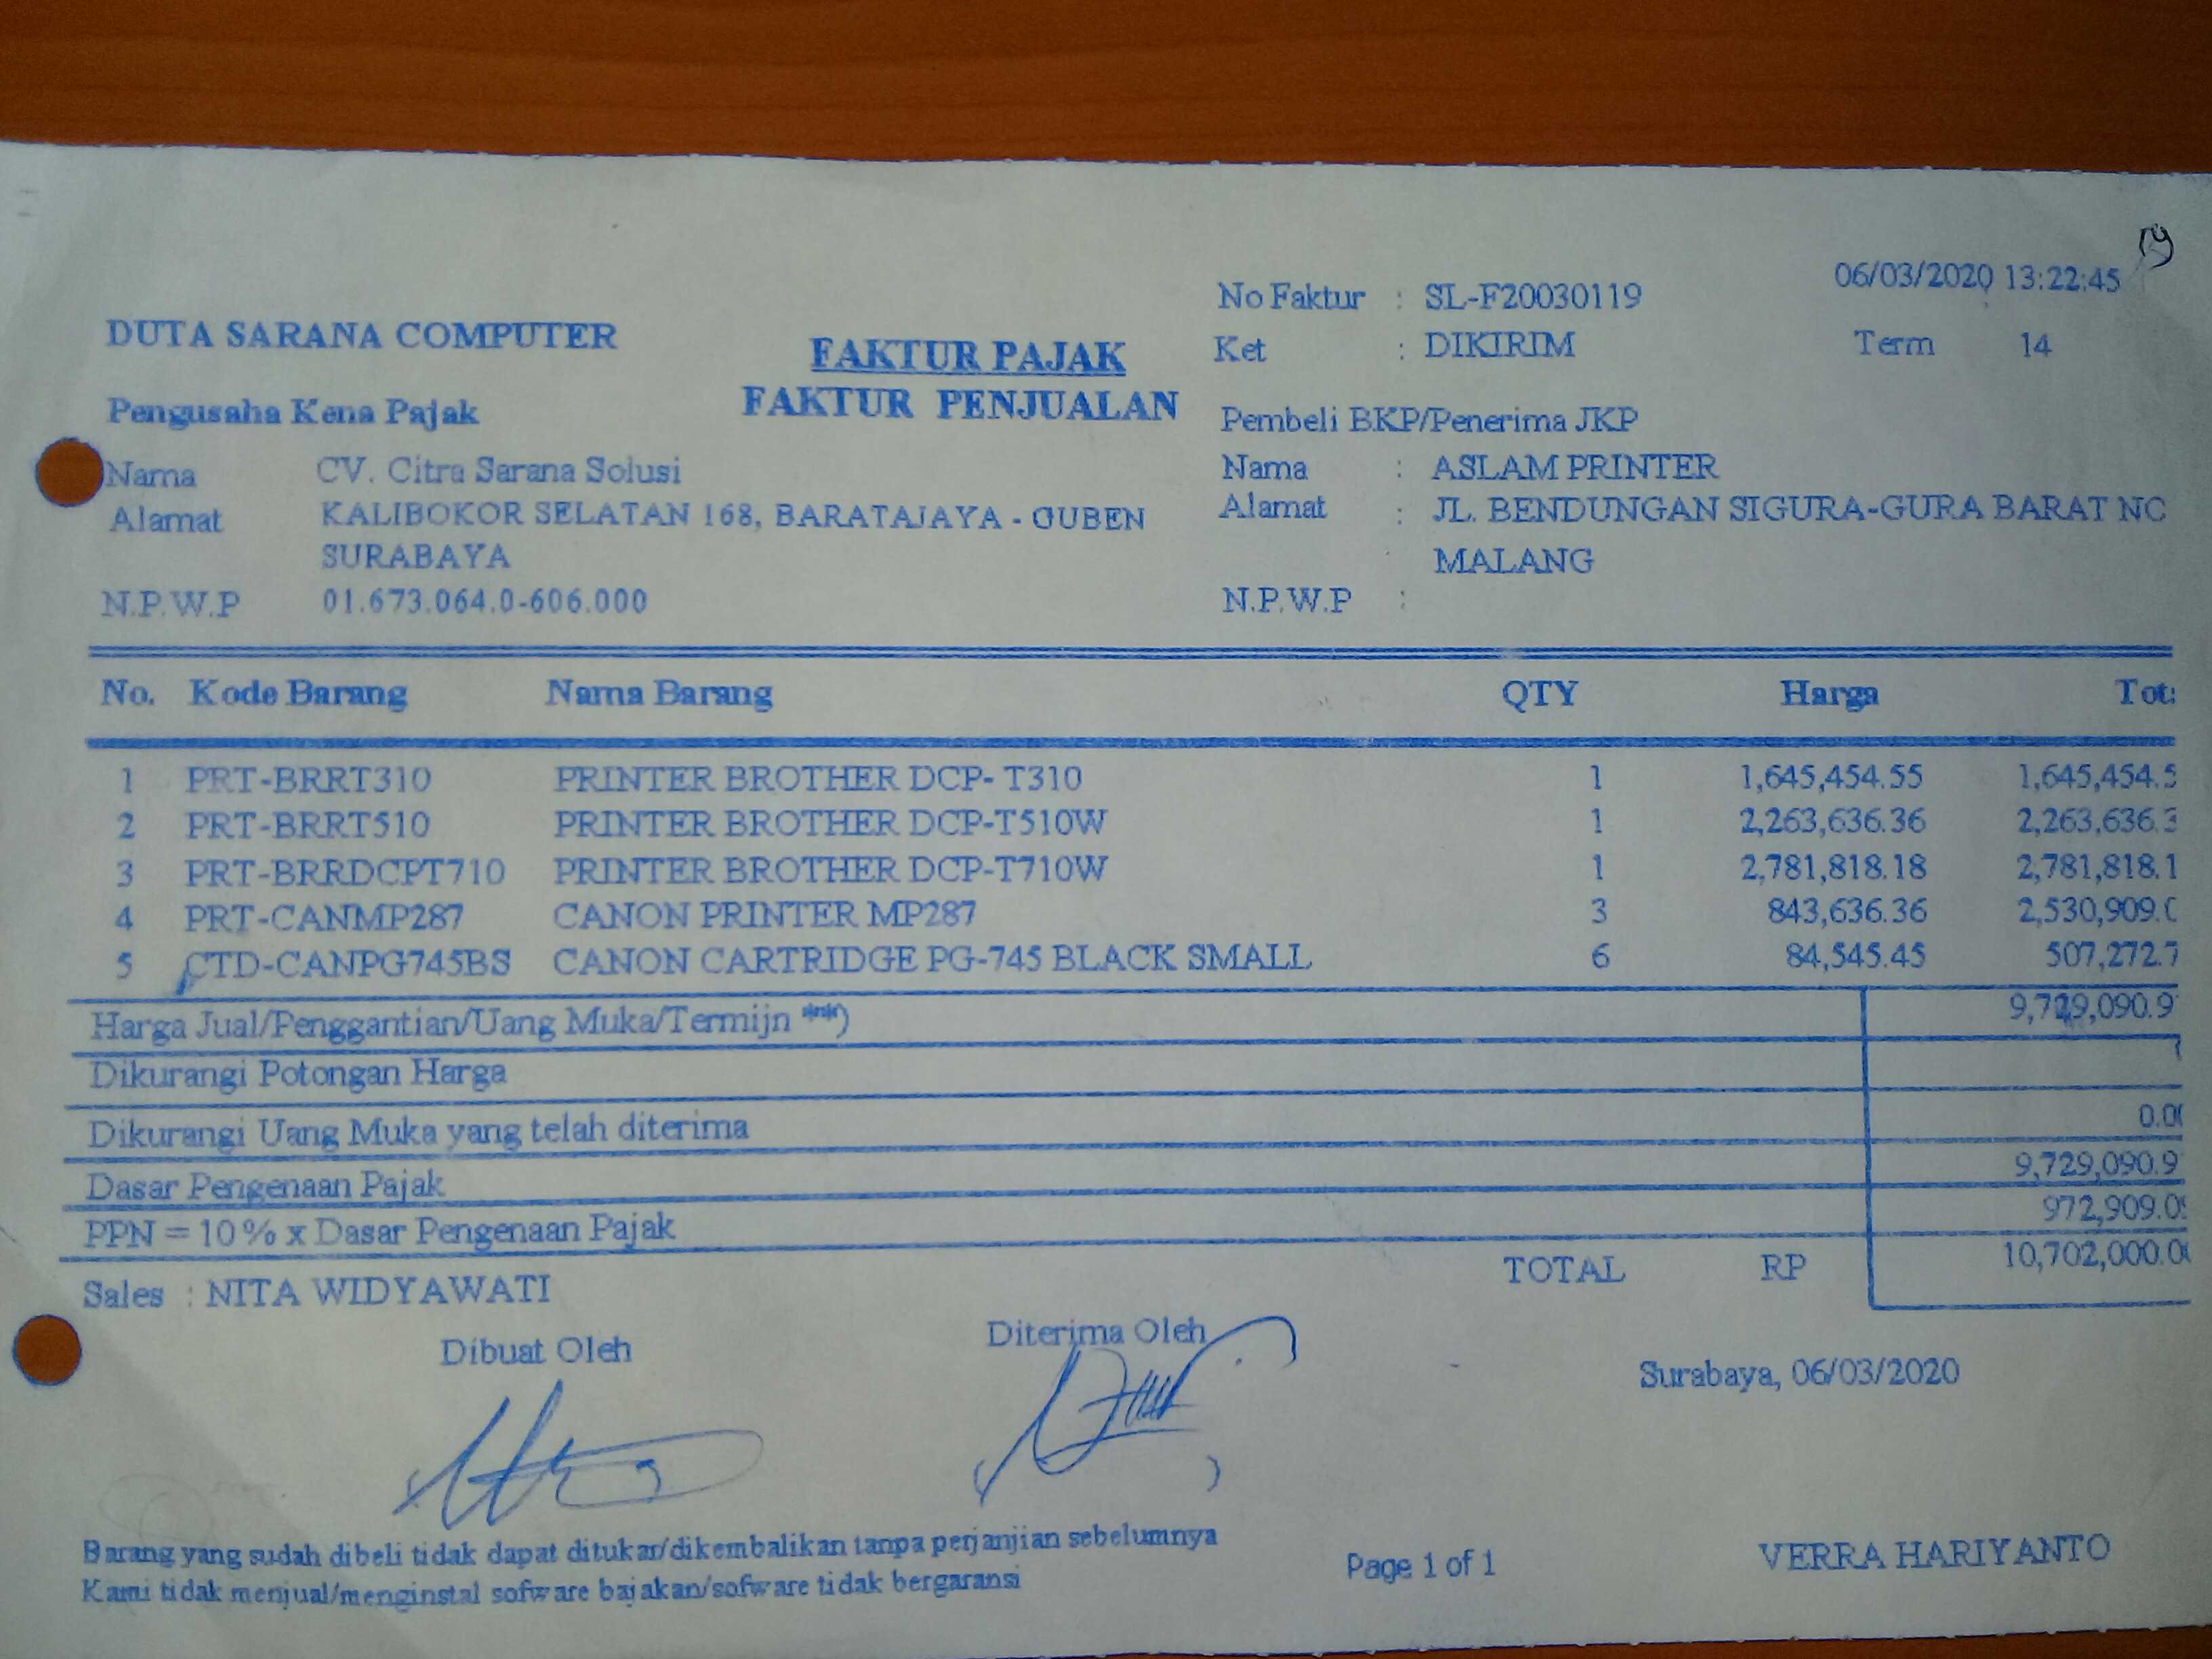 06/03/2020 13:22:45
No Faktur : SL-F20030119
DUTA SARANA COMPUTER
FAKTUR PAJAK
Ket : DIKIRIM
Term 14
FAKTUR PENJUALAN
Pengusaha Kena Pajak
Pembeli BKP/Penerima JKP
Nama CV. Citra Sarana Solusi
Nama : ASLAM PRINTER
Alamat KALIBOKOR SELATAN 168, BARATAJAYA - GUBEN
Alamat : JL. BENDUNGAN SIGURA-GURA BARAT NO
SURABAYA
MALANG
N.P.W.P 01.673.064.0-606.000
N.P.W.P :
No. Kode Barang Nama Barang QTY Harga Tot
1 PRT-BRRT310 PRINTER BROTHER DCP- T310 1 1,645,454.55 1,645,454.5
2 PRT-BRRT510 PRINTER BROTHER DCP-T510W 1 2,263,636.36 2,263,636.3
3 PRT-BRRDCPT710 PRINTER BROTHER DCP-T710W 1 2,781,818.18 2,781,818.1
4 PRT-CANMP287 CANON PRINTER MP287 3 843,636.36 2,530,909.0
5 CTD-CANPG745BS CANON CARTRIDGE PG-745 BLACK SMALL 6 84,545.45 507,272.7
Harga Jual/Penggantian/Uang Muka/Termijn **) 9,729,090.9
Dikurangi Potongan Harga
Dikurangi Uang Muka yang telah diterima 0.00
Dasar Pengenaan Pajak 9,729,090.9
PPN = 10 % x Dasar Pengenaan Pajak 972,909.09
TOTAL RP 10,702,000.00
Sales : NITA WIDYAWATI
Dibuat Oleh
Diterima Oleh
Surabaya, 06/03/2020
Barang yang sudah dibeli tidak dapat ditukar/dikembalikan tanpa perjanjian sebelumnya
Kami tidak menjual/menginstal sofware bajakan/sofware tidak bergaransi
Page 1 of 1
VERRA HARIYANTO